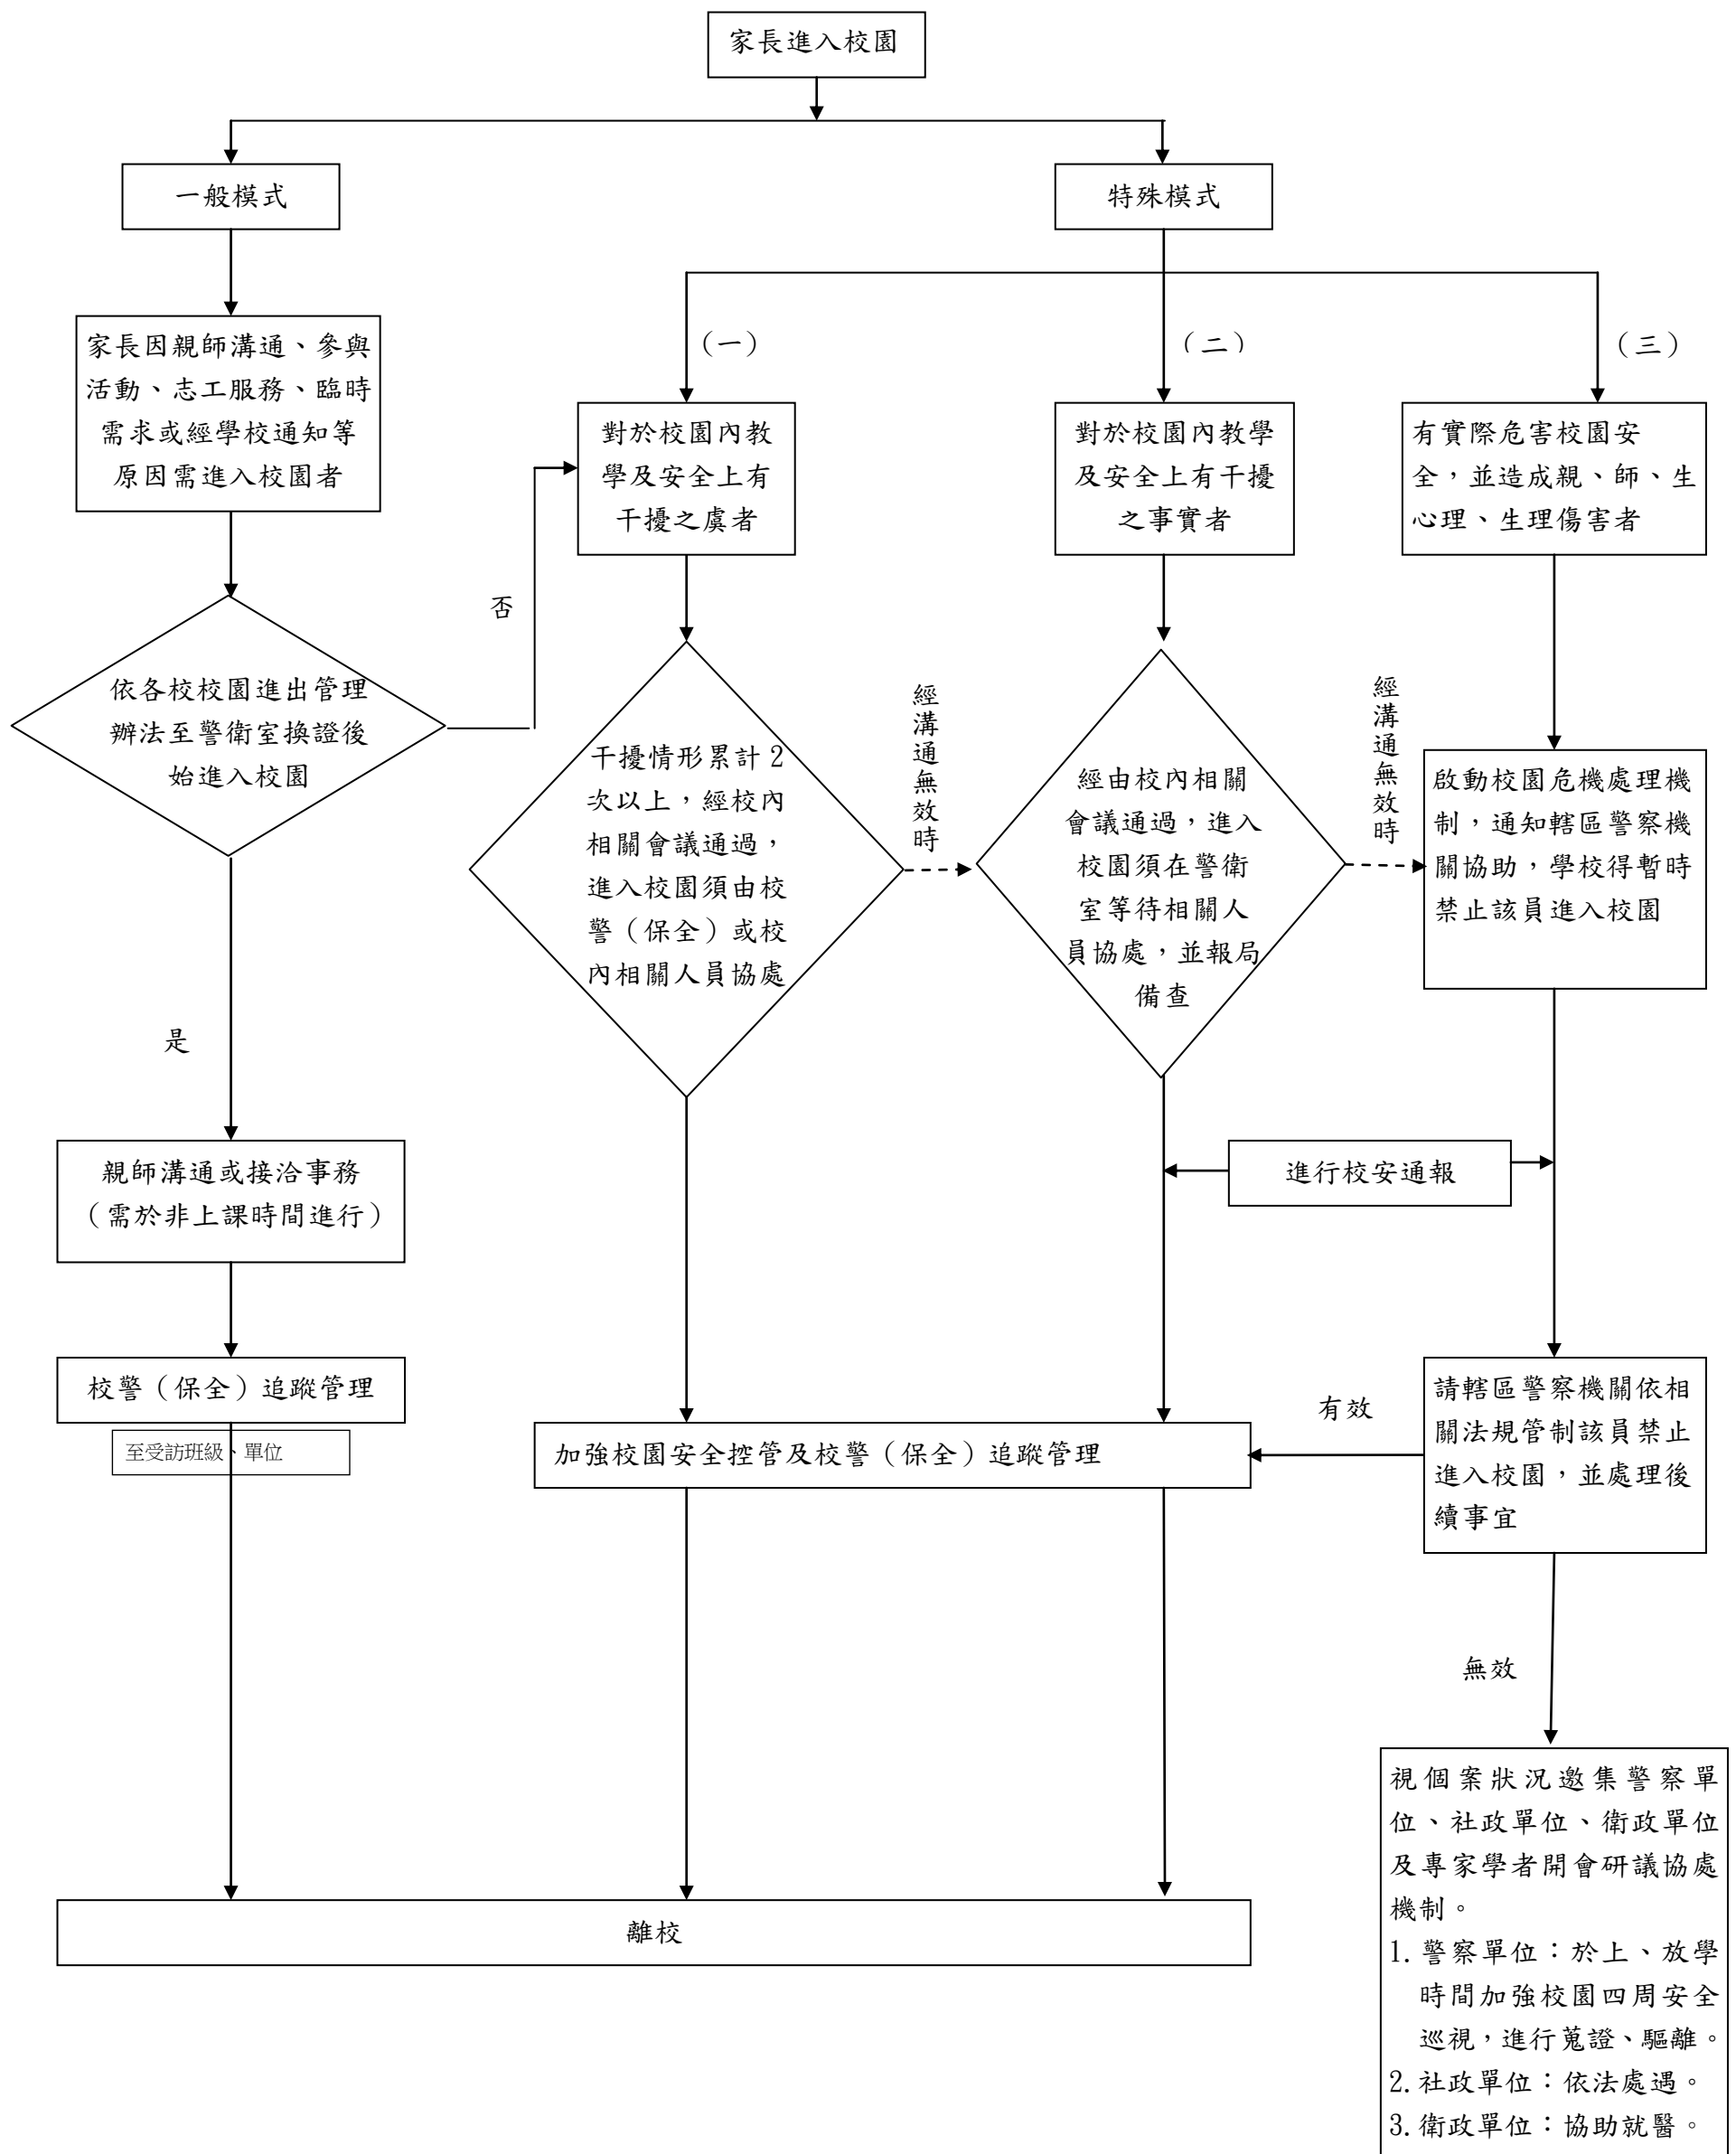 家長進入校園
一般模式
特殊模式
家長因親師溝通、參與
活動、志工服務、臨時
需求或經學校通知等
原因需進入校園者
(一)
(二)
(三)
對於校園內教
學及安全上有
干擾之虞者
對於校園內教學
及安全上有干擾
之事實者
有實際危害校園安
全，並造成親、師、生
心理、生理傷害者
否
依各校校園進出管理
辦法至警衛室換證後
始進入校園
干擾情形累計2
次以上，經校內
相關會議通過，
進入校園須由校
警（保全）或校
內相關人員協處
經溝通無效時
經由校內相關
會議通過，進入
校園須在警衛
室等待相關人
員協處，並報局
備查
經溝通無效時
啟動校園危機處理機
制，通知轄區警察機
關協助，學校得暫時
禁止該員進入校園
是
親師溝通或接洽事務
（需於非上課時間進行）
進行校安通報
校警（保全）追蹤管理
至受訪班級、單位
加強校園安全控管及校警（保全）追蹤管理
有效
請轄區警察機關依相
關法規管制該員禁止
進入校園，並處理後
續事宜
無效
離校
視個案狀況邀集警察單
位、社政單位、衛政單位
及專家學者開會研議協處
機制。
1.警察單位：於上、放學
時間加強校園四周安全
巡視，進行蒐證、驅離。
2.社政單位：依法處遇。
3.衛政單位：協助就醫。